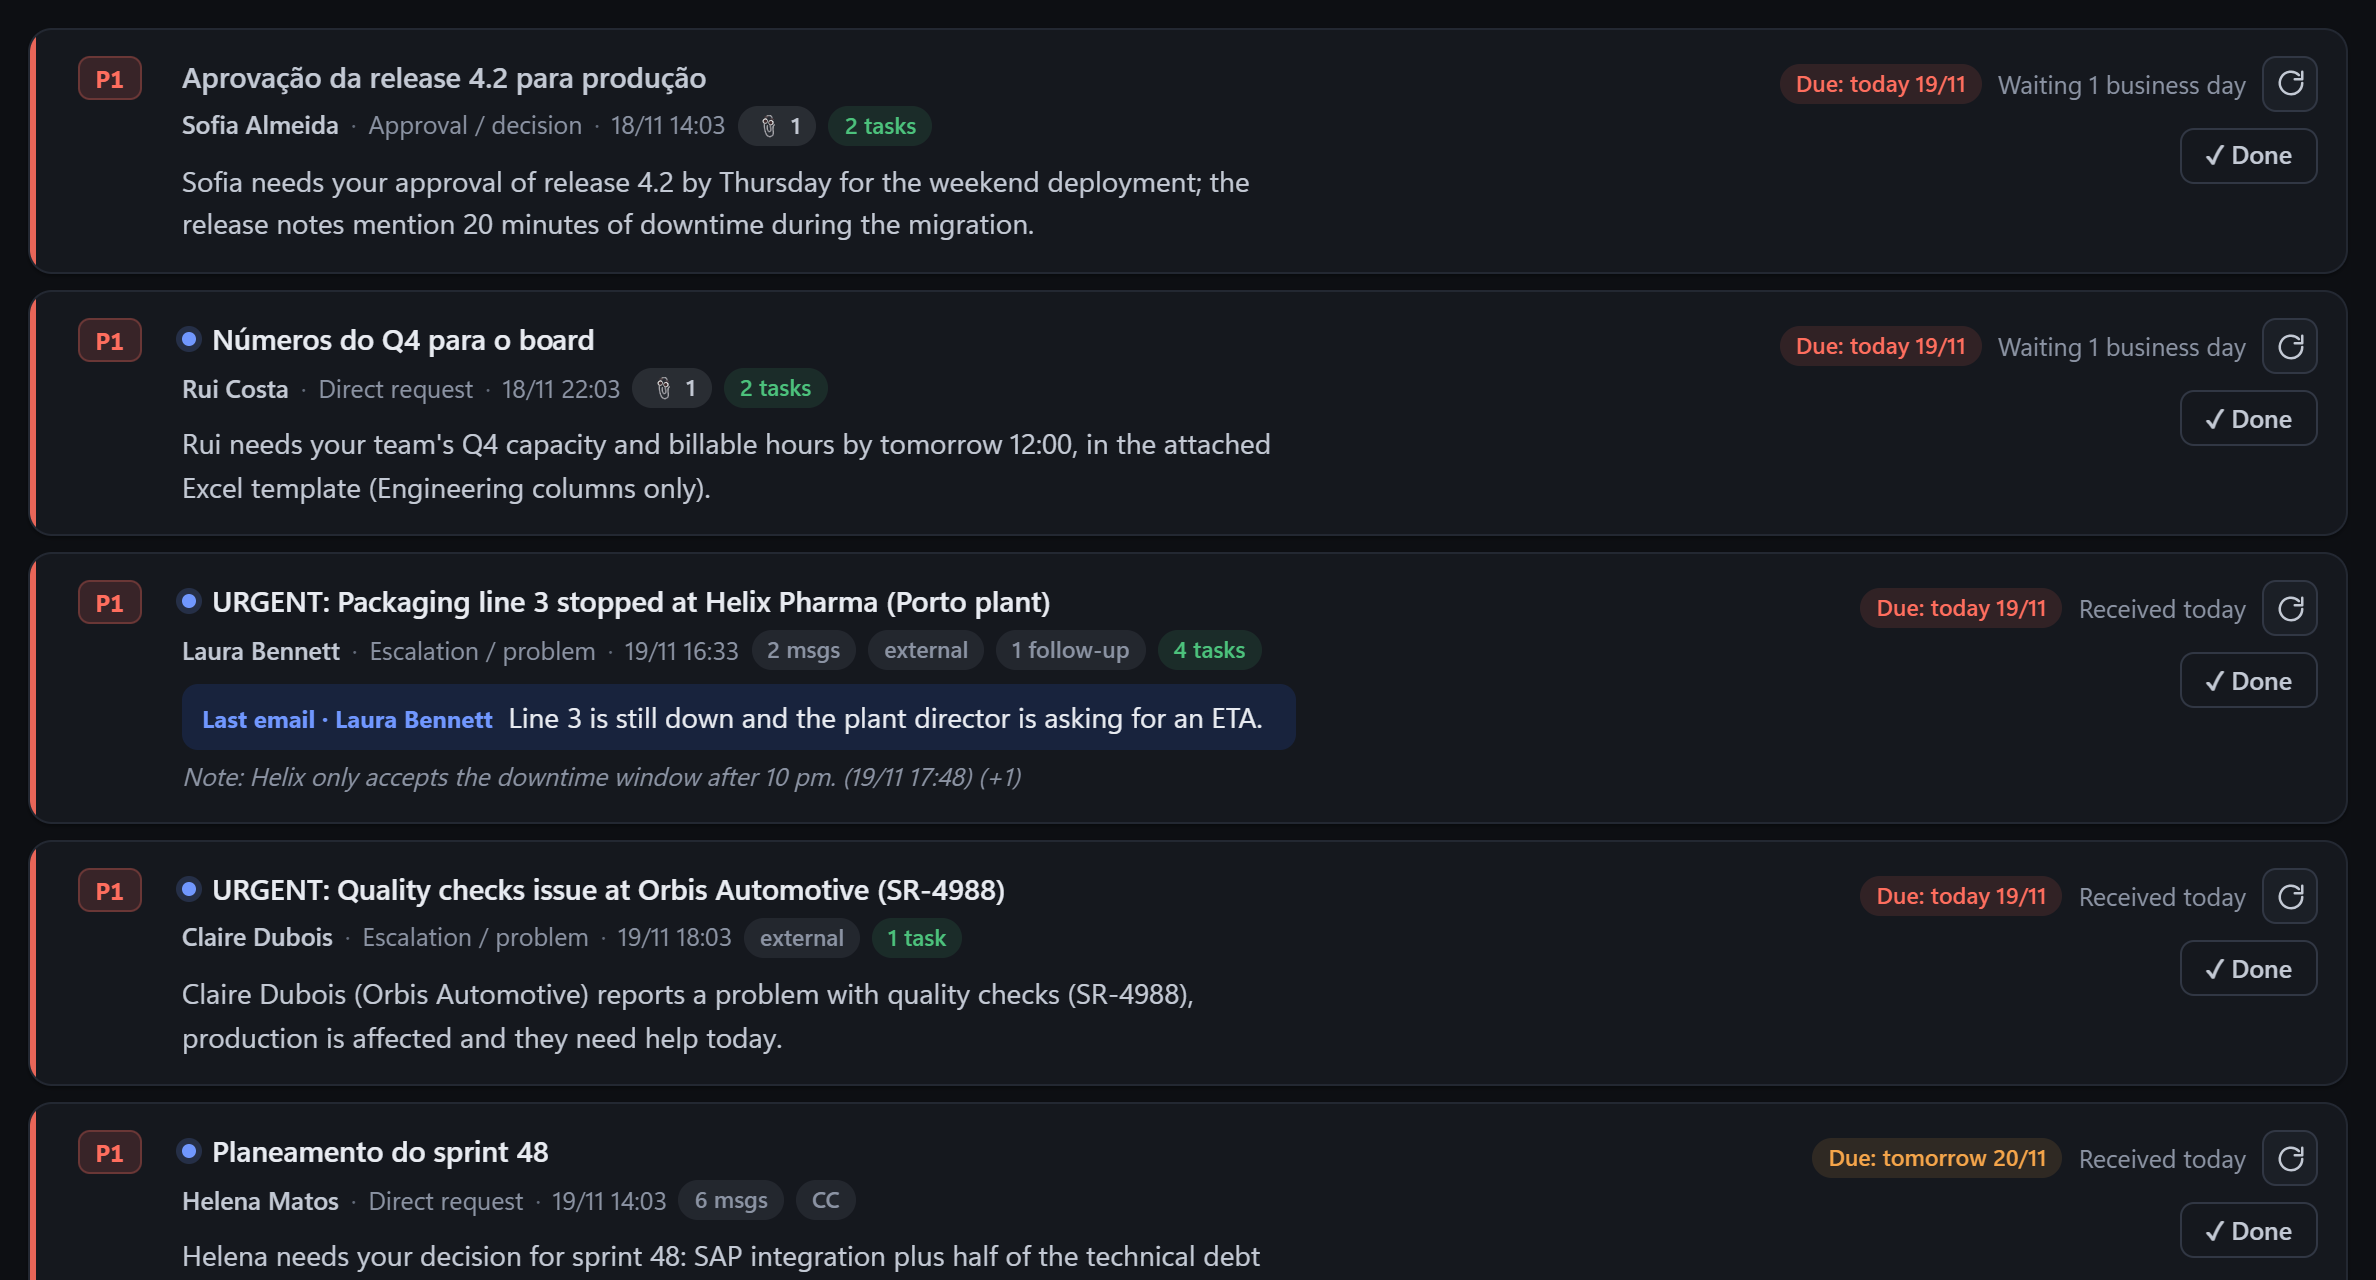 P1 Aprovação da release 4.2 para produção Due: today 19/11 Waiting 1 business day
Sofia Almeida · Approval / decision · 18/11 14:03 1 2 tasks
✓ Done
Sofia needs your approval of release 4.2 by Thursday for the weekend deployment; the
release notes mention 20 minutes of downtime during the migration.
P1 Números do Q4 para o board Due: today 19/11 Waiting 1 business day
Rui Costa · Direct request · 18/11 22:03 1 2 tasks
✓ Done
Rui needs your team's Q4 capacity and billable hours by tomorrow 12:00, in the attached
Excel template (Engineering columns only).
P1 URGENT: Packaging line 3 stopped at Helix Pharma (Porto plant) Due: today 19/11 Received today
Laura Bennett · Escalation / problem · 19/11 16:33 2 msgs external 1 follow-up 4 tasks
✓ Done
Last email · Laura Bennett Line 3 is still down and the plant director is asking for an ETA.
Note: Helix only accepts the downtime window after 10 pm. (19/11 17:48) (+1)
P1 URGENT: Quality checks issue at Orbis Automotive (SR-4988) Due: today 19/11 Received today
Claire Dubois · Escalation / problem · 19/11 18:03 external 1 task
✓ Done
Claire Dubois (Orbis Automotive) reports a problem with quality checks (SR-4988),
production is affected and they need help today.
P1 Planeamento do sprint 48 Due: tomorrow 20/11 Received today
Helena Matos · Direct request · 19/11 14:03 6 msgs CC
✓ Done
Helena needs your decision for sprint 48: SAP integration plus half of the technical debt